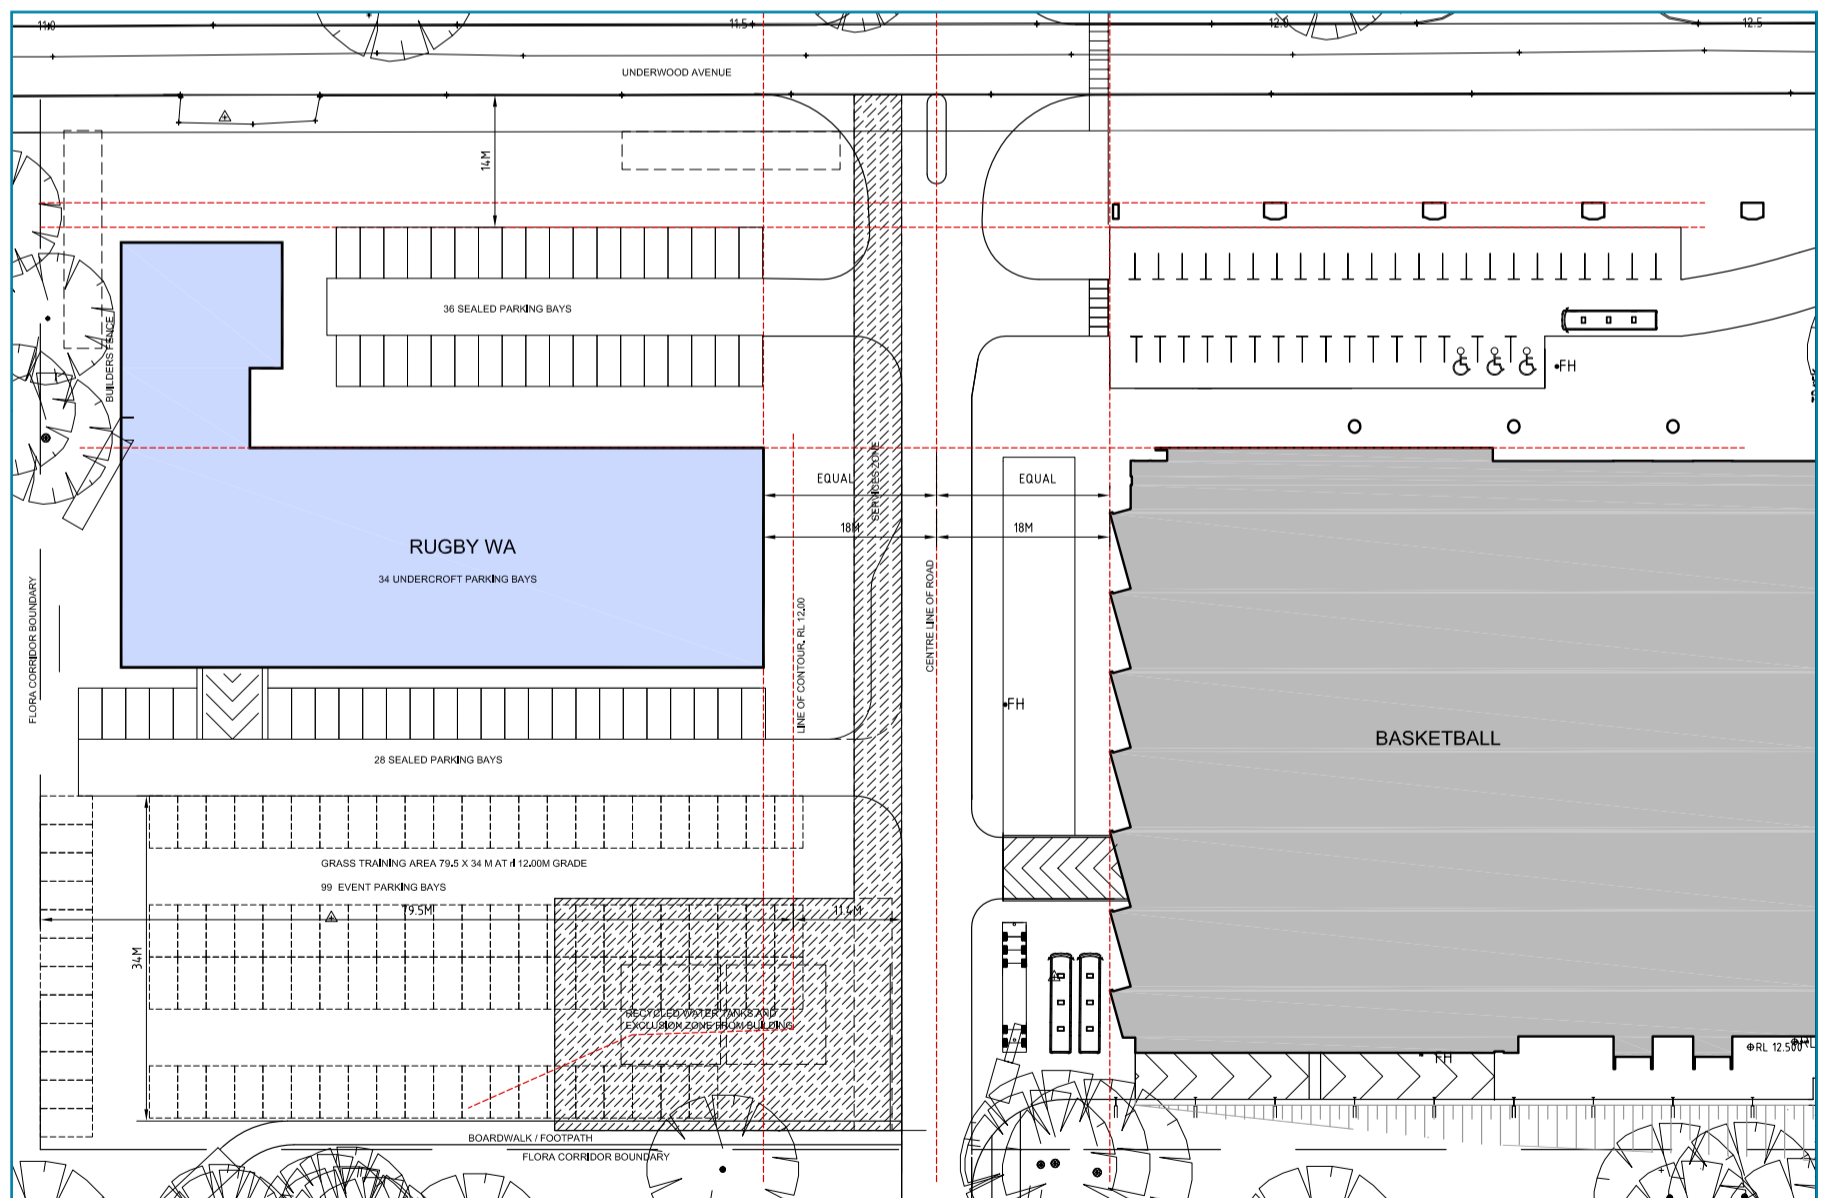 11.0
11.5
12.0
12.5
UNDERWOOD AVENUE
14M
36 SEALED PARKING BAYS
BUILDERS FENCE
FH
SERVICES ZONE
EQUAL
EQUAL
18M
18M
RUGBY WA
34 UNDERCROFT PARKING BAYS
FLORA CORRIDOR BOUNDARY
LINE OF CONTOUR, RL 12.00
CENTRE LINE OF ROAD
FH
BASKETBALL
28 SEALED PARKING BAYS
GRASS TRAINING AREA 79.5 X 34 M AT rl 12.00M GRADE
99 EVENT PARKING BAYS
79.5M
11.4M
34M
RECYCLED WATER TANKS AND
EXCLUSION ZONE FROM BUILDING
FH
RL 12.500
BOARDWALK / FOOTPATH
FLORA CORRIDOR BOUNDARY